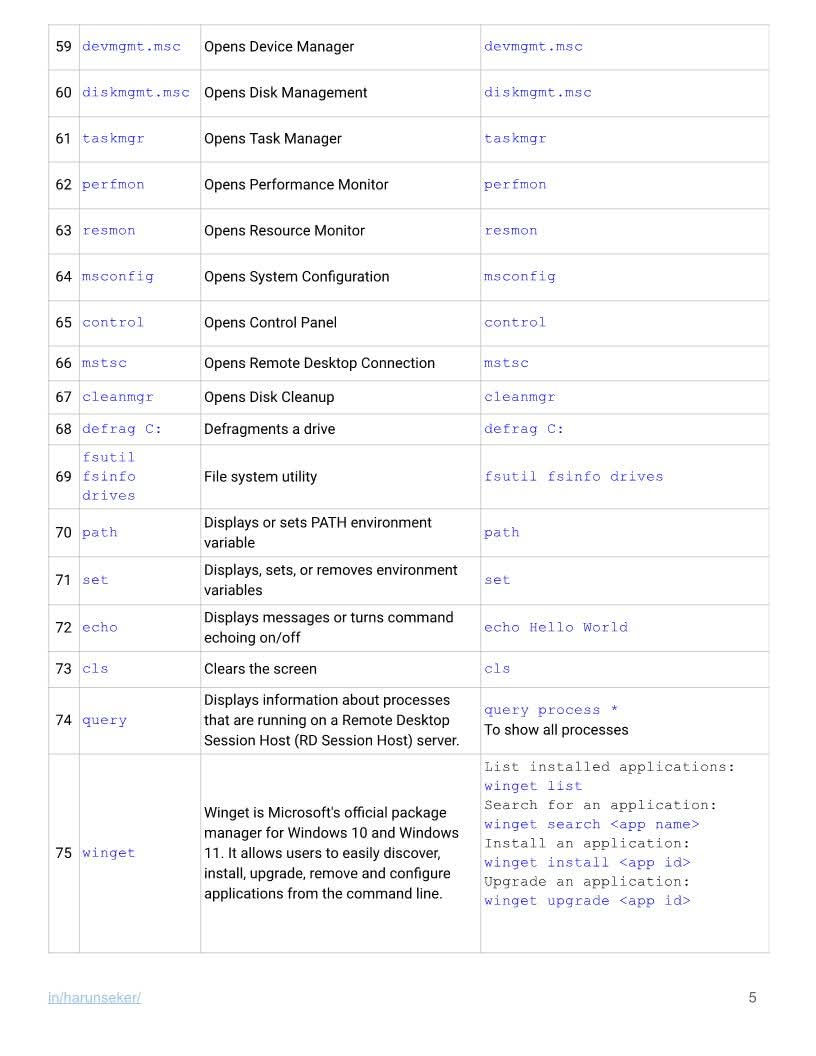 59 devmgmt.msc Opens Device Manager devmgmt.msc
60 diskmgmt.msc Opens Disk Management diskmgmt.msc
61 taskmgr Opens Task Manager taskmgr
62 perfmon Opens Performance Monitor perfmon
63 resmon Opens Resource Monitor resmon
64 msconfig Opens System Configuration msconfig
65 control Opens Control Panel control
66 mstsc Opens Remote Desktop Connection mstsc
67 cleanmgr Opens Disk Cleanup cleanmgr
68 defrag C: Defragments a drive defrag C:
69
fsutil
fsinfo
drives
File system utility
fsutil fsinfo drives
70 path
Displays or sets PATH environment
variable
path
71 set
Displays, sets, or removes environment
variables
set
72 echo
Displays messages or turns command
echoing on/off
echo Hello World
73 cls Clears the screen cls
74 query
Displays information about processes
that are running on a Remote Desktop
Session Host (RD Session Host) server.
query process *
To show all processes
75 winget
Winget is Microsoft's official package
manager for Windows 10 and Windows
11. It allows users to easily discover,
install, upgrade, remove and configure
applications from the command line.
List installed applications:
winget list
Search for an application:
winget search <app name>
Install an application:
winget install <app id>
Upgrade an application:
winget upgrade <app id>
in/harunseker/
5